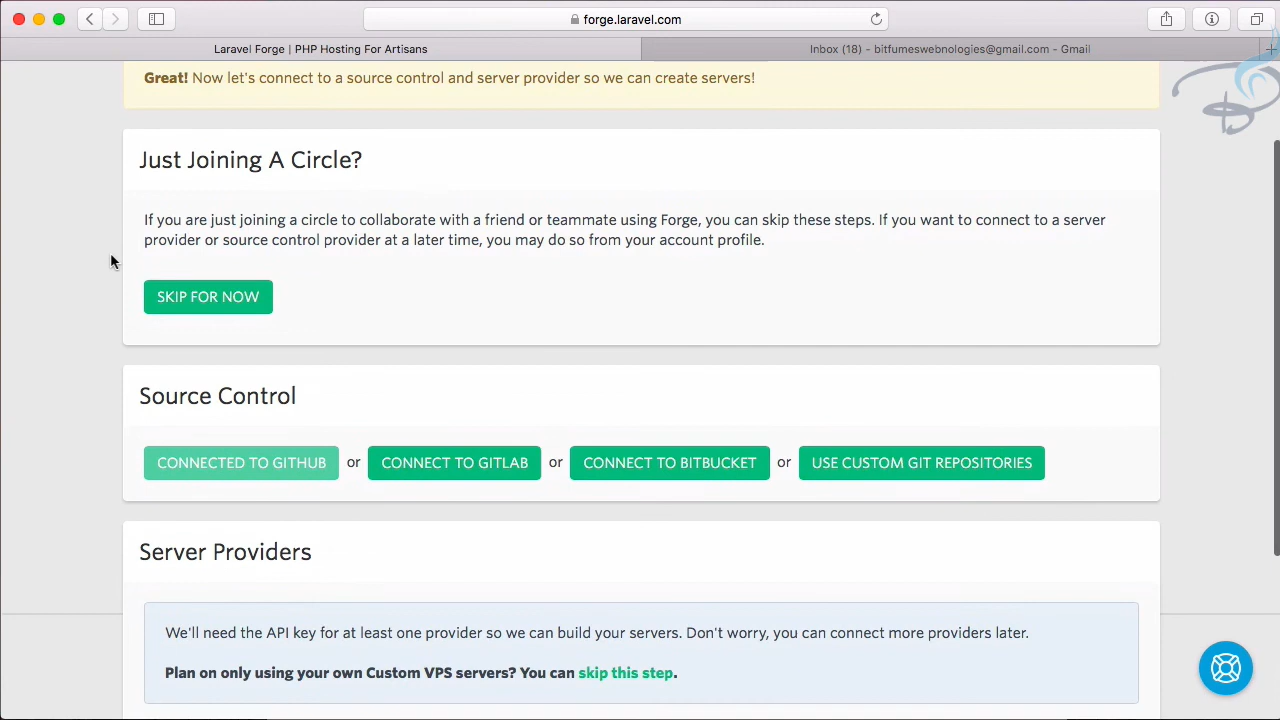 forge.laravel.com
Laravel Forge | PHP Hosting For Artisans
Inbox (18) - bitfumeswebnologies@gmail.com - Gmail
Great! Now let's connect to a source control and server provider so we can create servers!
Just Joining A Circle?
If you are just joining a circle to collaborate with a friend or teammate using Forge, you can skip these steps. If you want to connect to a server
provider or source control provider at a later time, you may do so from your account profile.
SKIP FOR NOW
Source Control
CONNECTED TO GITHUB or CONNECT TO GITLAB or CONNECT TO BITBUCKET or USE CUSTOM GIT REPOSITORIES
Server Providers
We'll need the API key for at least one provider so we can build your servers. Don't worry, you can connect more providers later.
Plan on only using your own Custom VPS servers? You can skip this step.